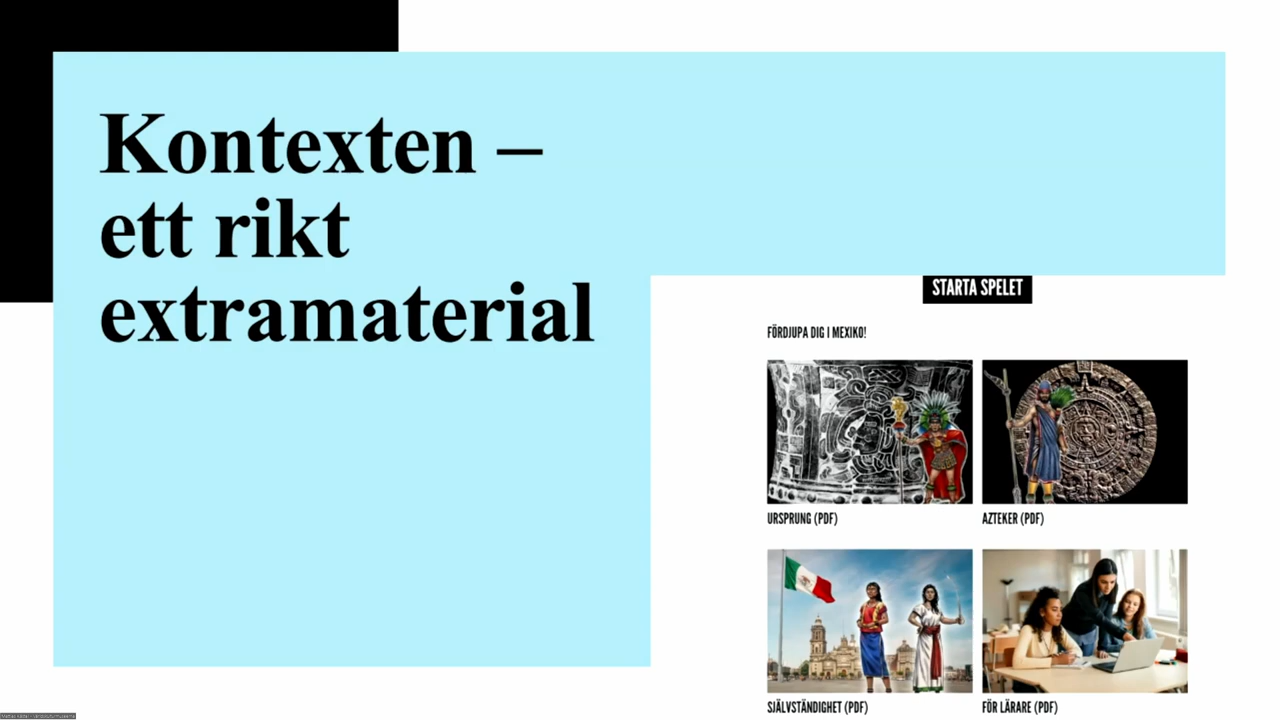 Kontexten –
ett rikt
extramaterial
STARTA SPELET
FÖRDJUPA DIG I MEXIKO!
URSPRUNG (PDF)
AZTEKER (PDF)
SJÄLVSTÄNDIGHET (PDF)
FÖR LÄRARE (PDF)